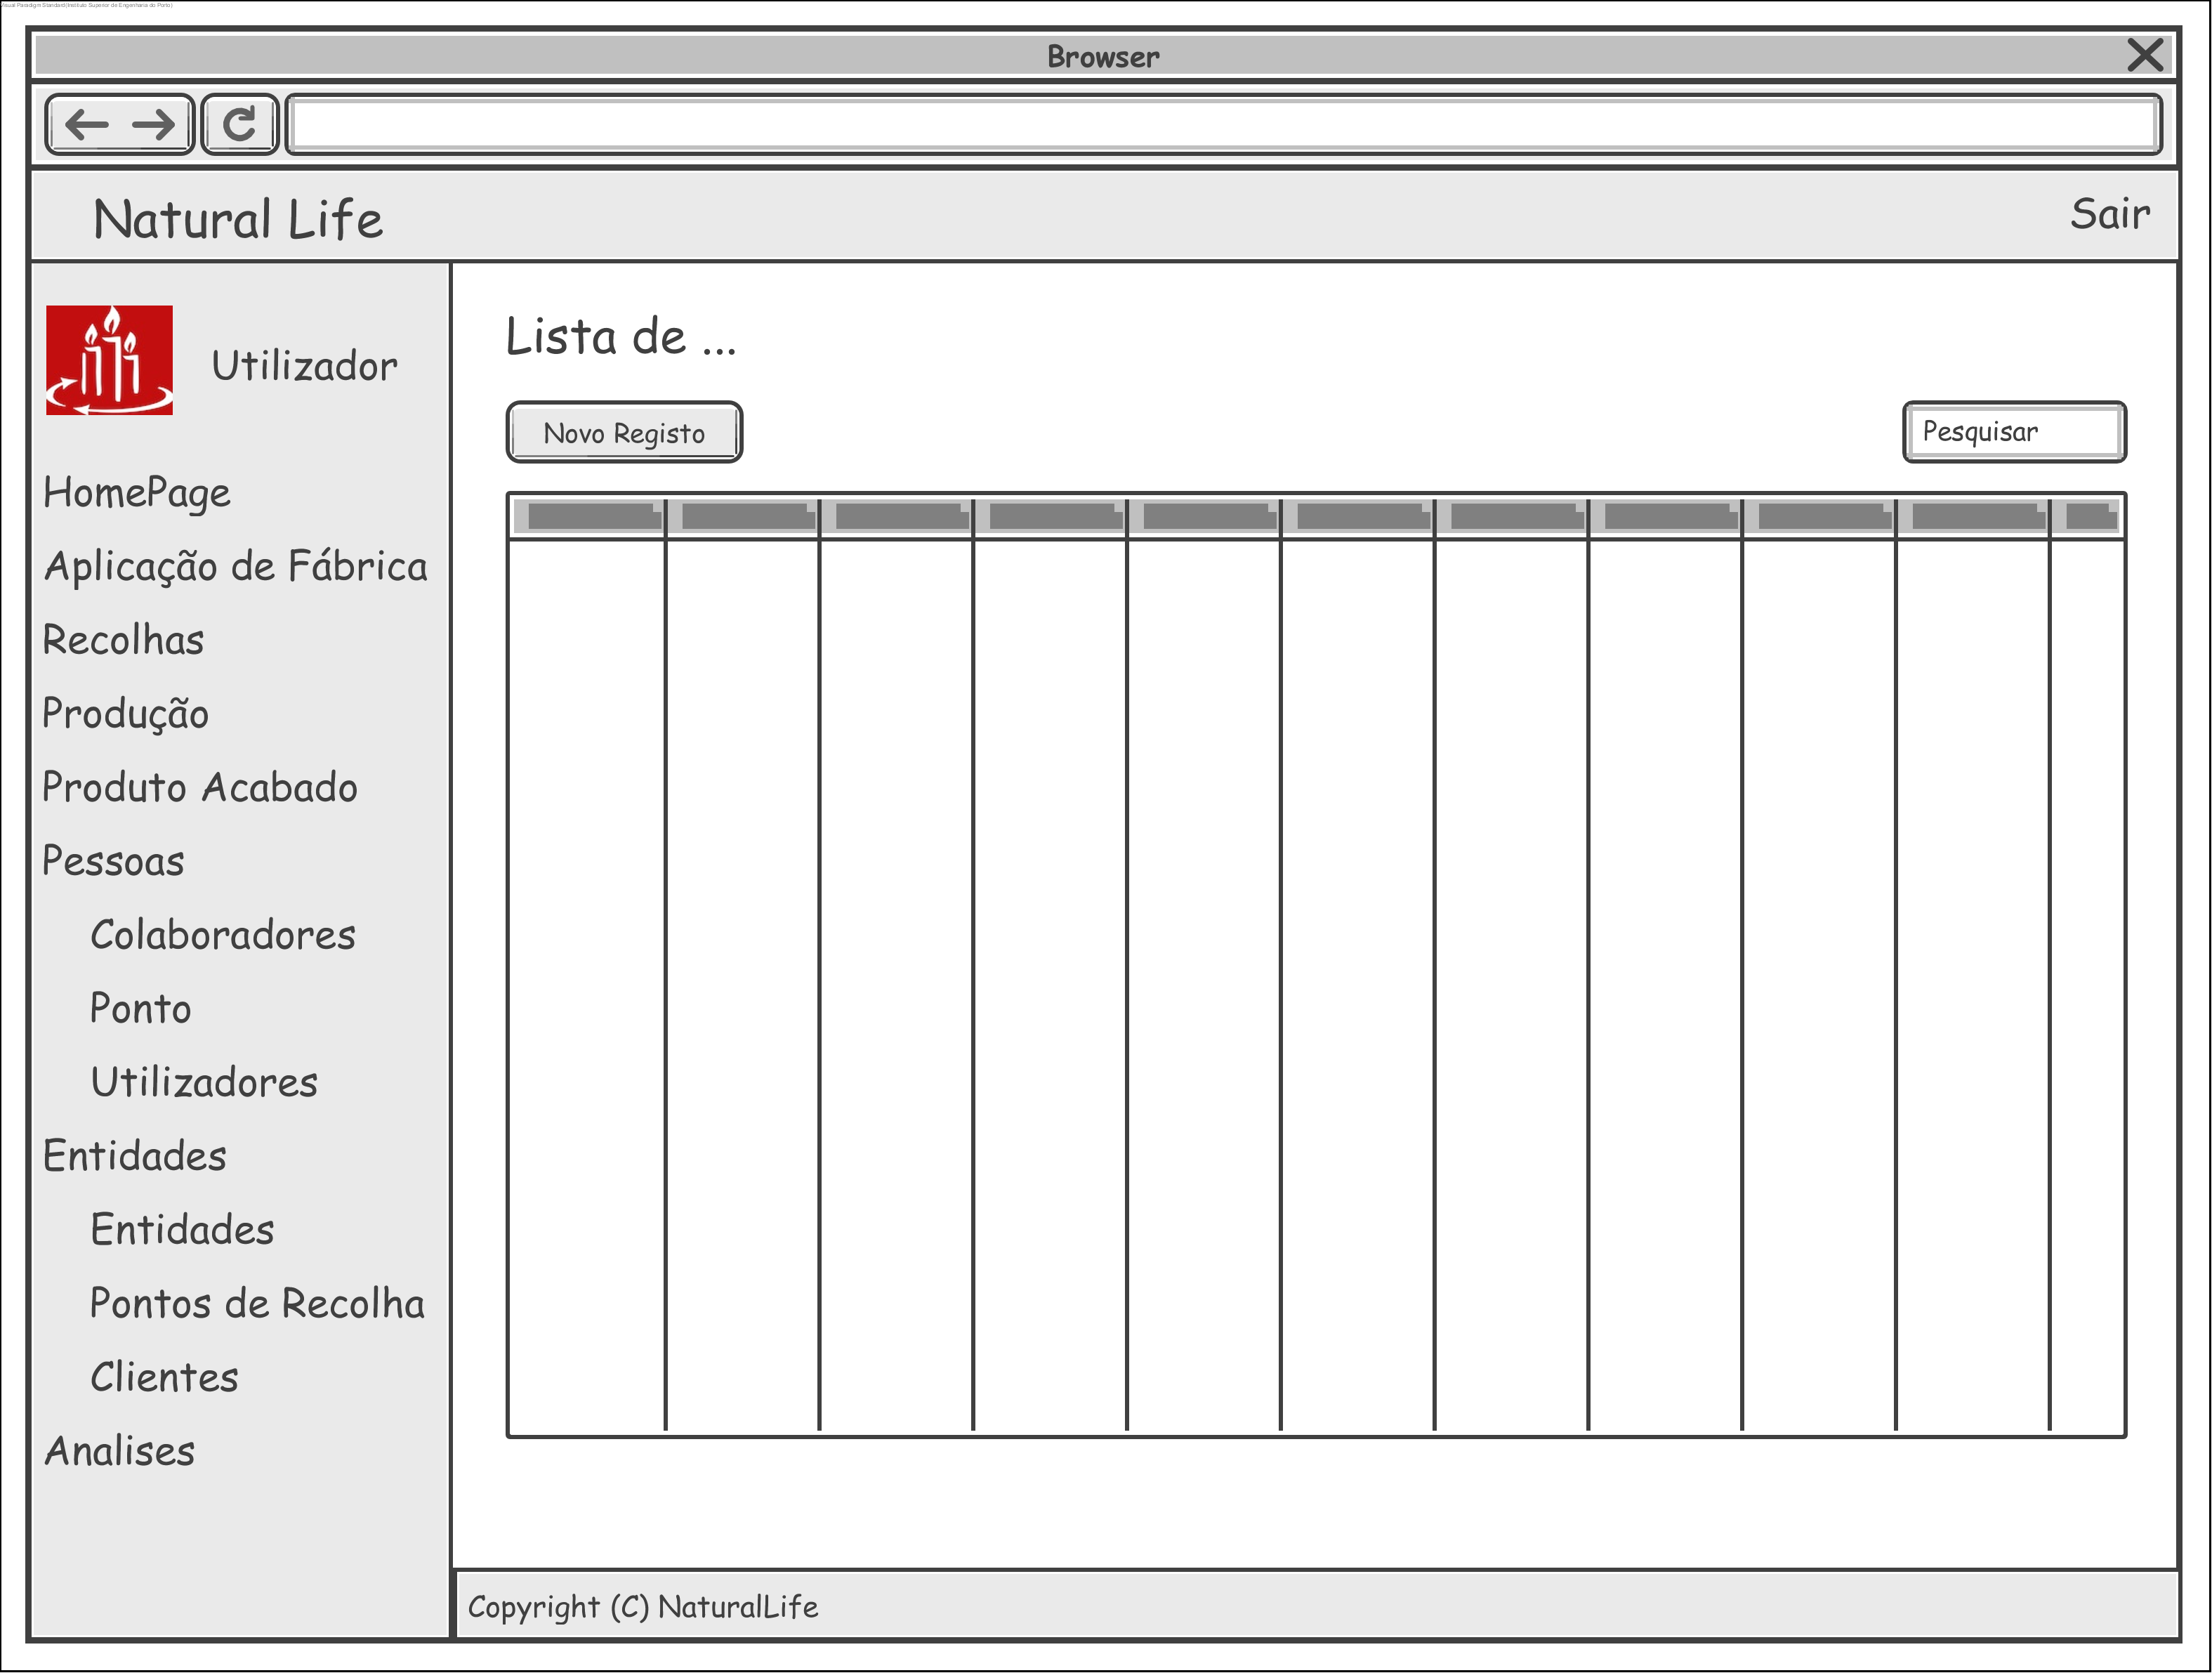 Visual Paradigm Standard(Instituto Superior de Engenharia do Porto)
Browser
Natural Life
Sair
Utilizador
HomePage
Aplicação de Fábrica
Recolhas
Produção
Produto Acabado
Pessoas
Colaboradores
Ponto
Utilizadores
Entidades
Entidades
Pontos de Recolha
Clientes
Analises
Lista de ...
Novo Registo
Pesquisar
Copyright (C) NaturalLife